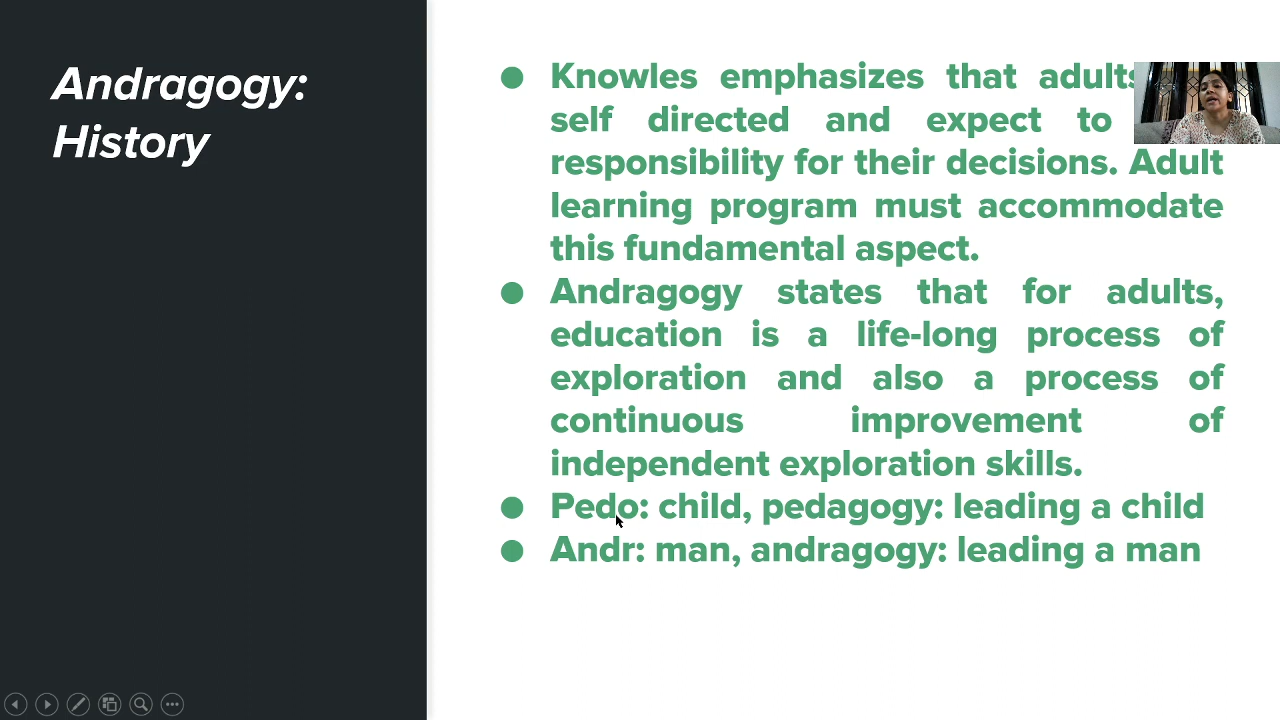 Andragogy:
History
● Knowles emphasizes that adults
self directed and expect to
responsibility for their decisions. Adult
learning program must accommodate
this fundamental aspect.
● Andragogy states that for adults,
education is a life-long process of
exploration and also a process of
continuous improvement of
independent exploration skills.
● Pedo: child, pedagogy: leading a child
● Andr: man, andragogy: leading a man